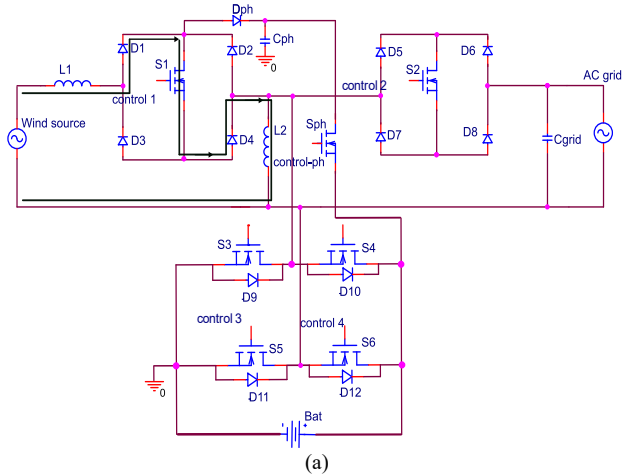 Dph
D1
S1
D2
Cph
0
D5
S2
D6
L1
AC grid
control 1
control 2
Wind source
D3
D4
L2
Sph
control-ph
D7
D8
Cgrid
S3
S4
D9
D10
control 3
control 4
S5
S6
0
D11
D12
Bat
- +
(a)